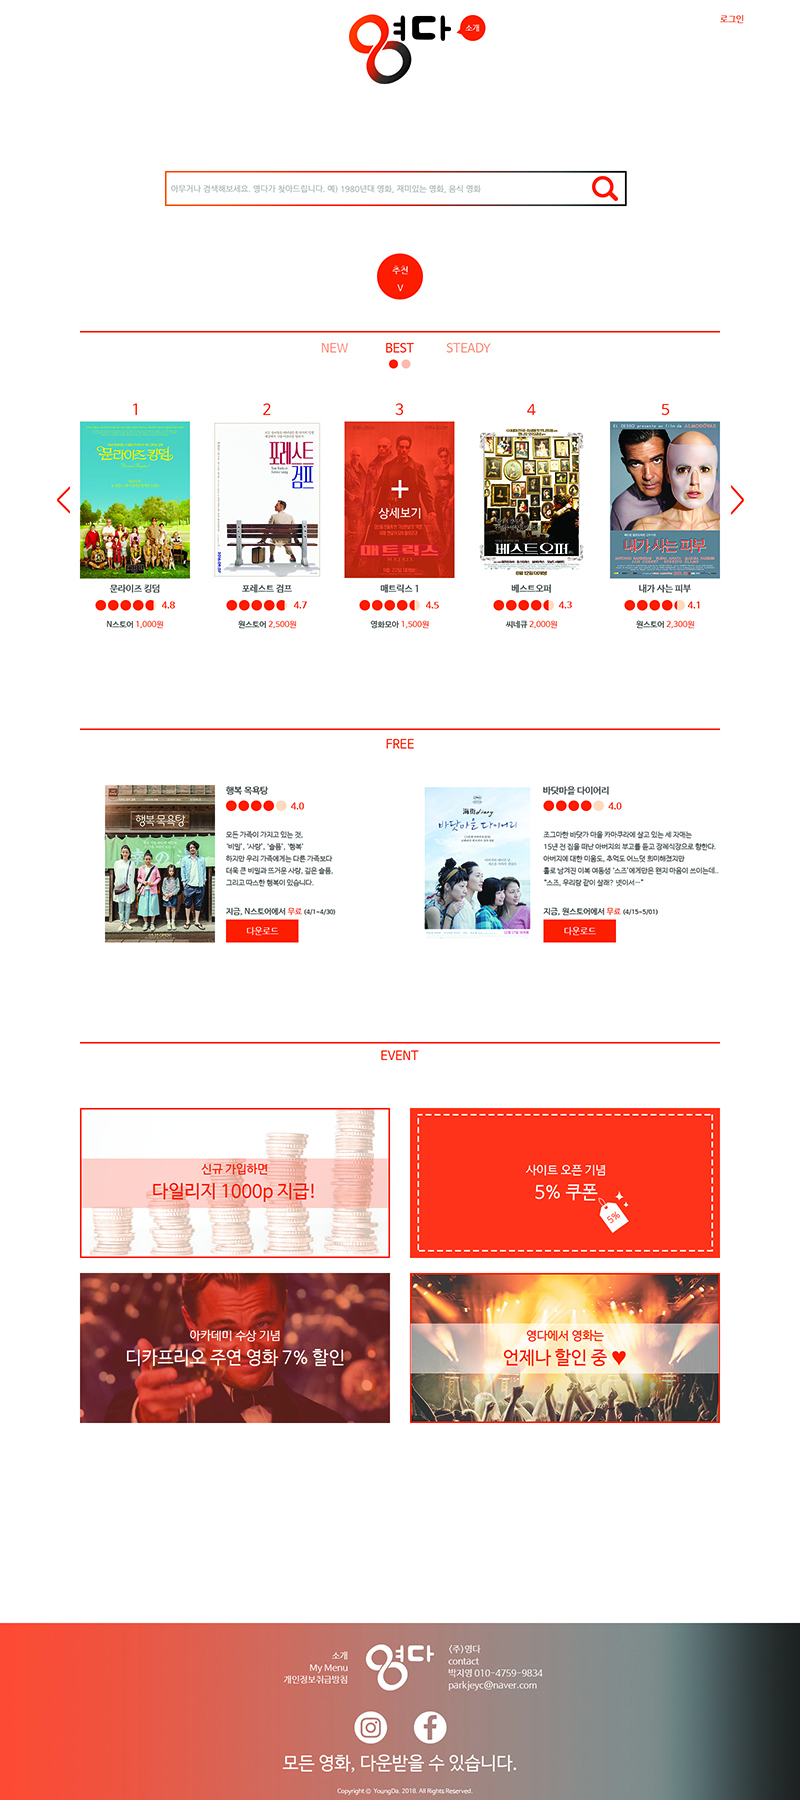 영다
소개
로그인
아무거나 검색해보세요. 영다가 찾아드립니다. 예) 1980년대 영화, 재미있는 영화, 음식 영화
추천
V
NEW BEST STEADY
1 2 3 4 5
문라이즈 킹덤
포레스트
검프
+
상세보기
매트릭스
베스트오퍼
EL DESEO presenta un film de ALMODÓVAR
내가 사는 피부
문라이즈 킹덤 포레스트 검프 매트릭스 1 베스트오퍼 내가 사는 피부
4.8 4.7 4.5 4.3 4.1
N스토어 1,000원 원스토어 2,500원 영화모아 1,500원 씨네큐 2,000원 원스토어 2,300원
FREE
행복 목욕탕
행복 목욕탕
4.0
모든 가족이 가지고 있는 것,
'비밀', '사랑', '슬픔', '행복'
하지만 우리 가족에게는 다른 가족보다
더욱 큰 비밀과 뜨거운 사랑, 깊은 슬픔,
그리고 따스한 행복이 있습니다.
지금, N스토어에서 무료 (4/1~4/30)
다운로드
海街diary
바닷마을 다이어리
바닷마을 다이어리
4.0
조그마한 바닷가 마을 카마쿠라에 살고 있는 세 자매는
15년 전 집을 떠난 아버지의 부고를 듣고 장례식장으로 향한다.
아버지에 대한 미움도, 추억도 어느덧 희미해졌지만
홀로 남겨진 이복 여동생 '스즈'에게만은 왠지 마음이 쓰이는데..
"스즈, 우리랑 같이 살래? 넷이서…"
지금, 원스토어에서 무료 (4/15~5/01)
다운로드
EVENT
신규 가입하면
다일리지 1000p 지급!
사이트 오픈 기념
5% 쿠폰
5%
아카데미 수상 기념
디카프리오 주연 영화 7% 할인
영다에서 영화는
언제나 할인 중 ♥
소개
My Menu
개인정보취급방침
영다
(주)영다
contact
박지영 010-4759-9834
parkjeyc@naver.com
모든 영화, 다운받을 수 있습니다.
Copyright © YoungDa. 2018. All Rights Reserved.